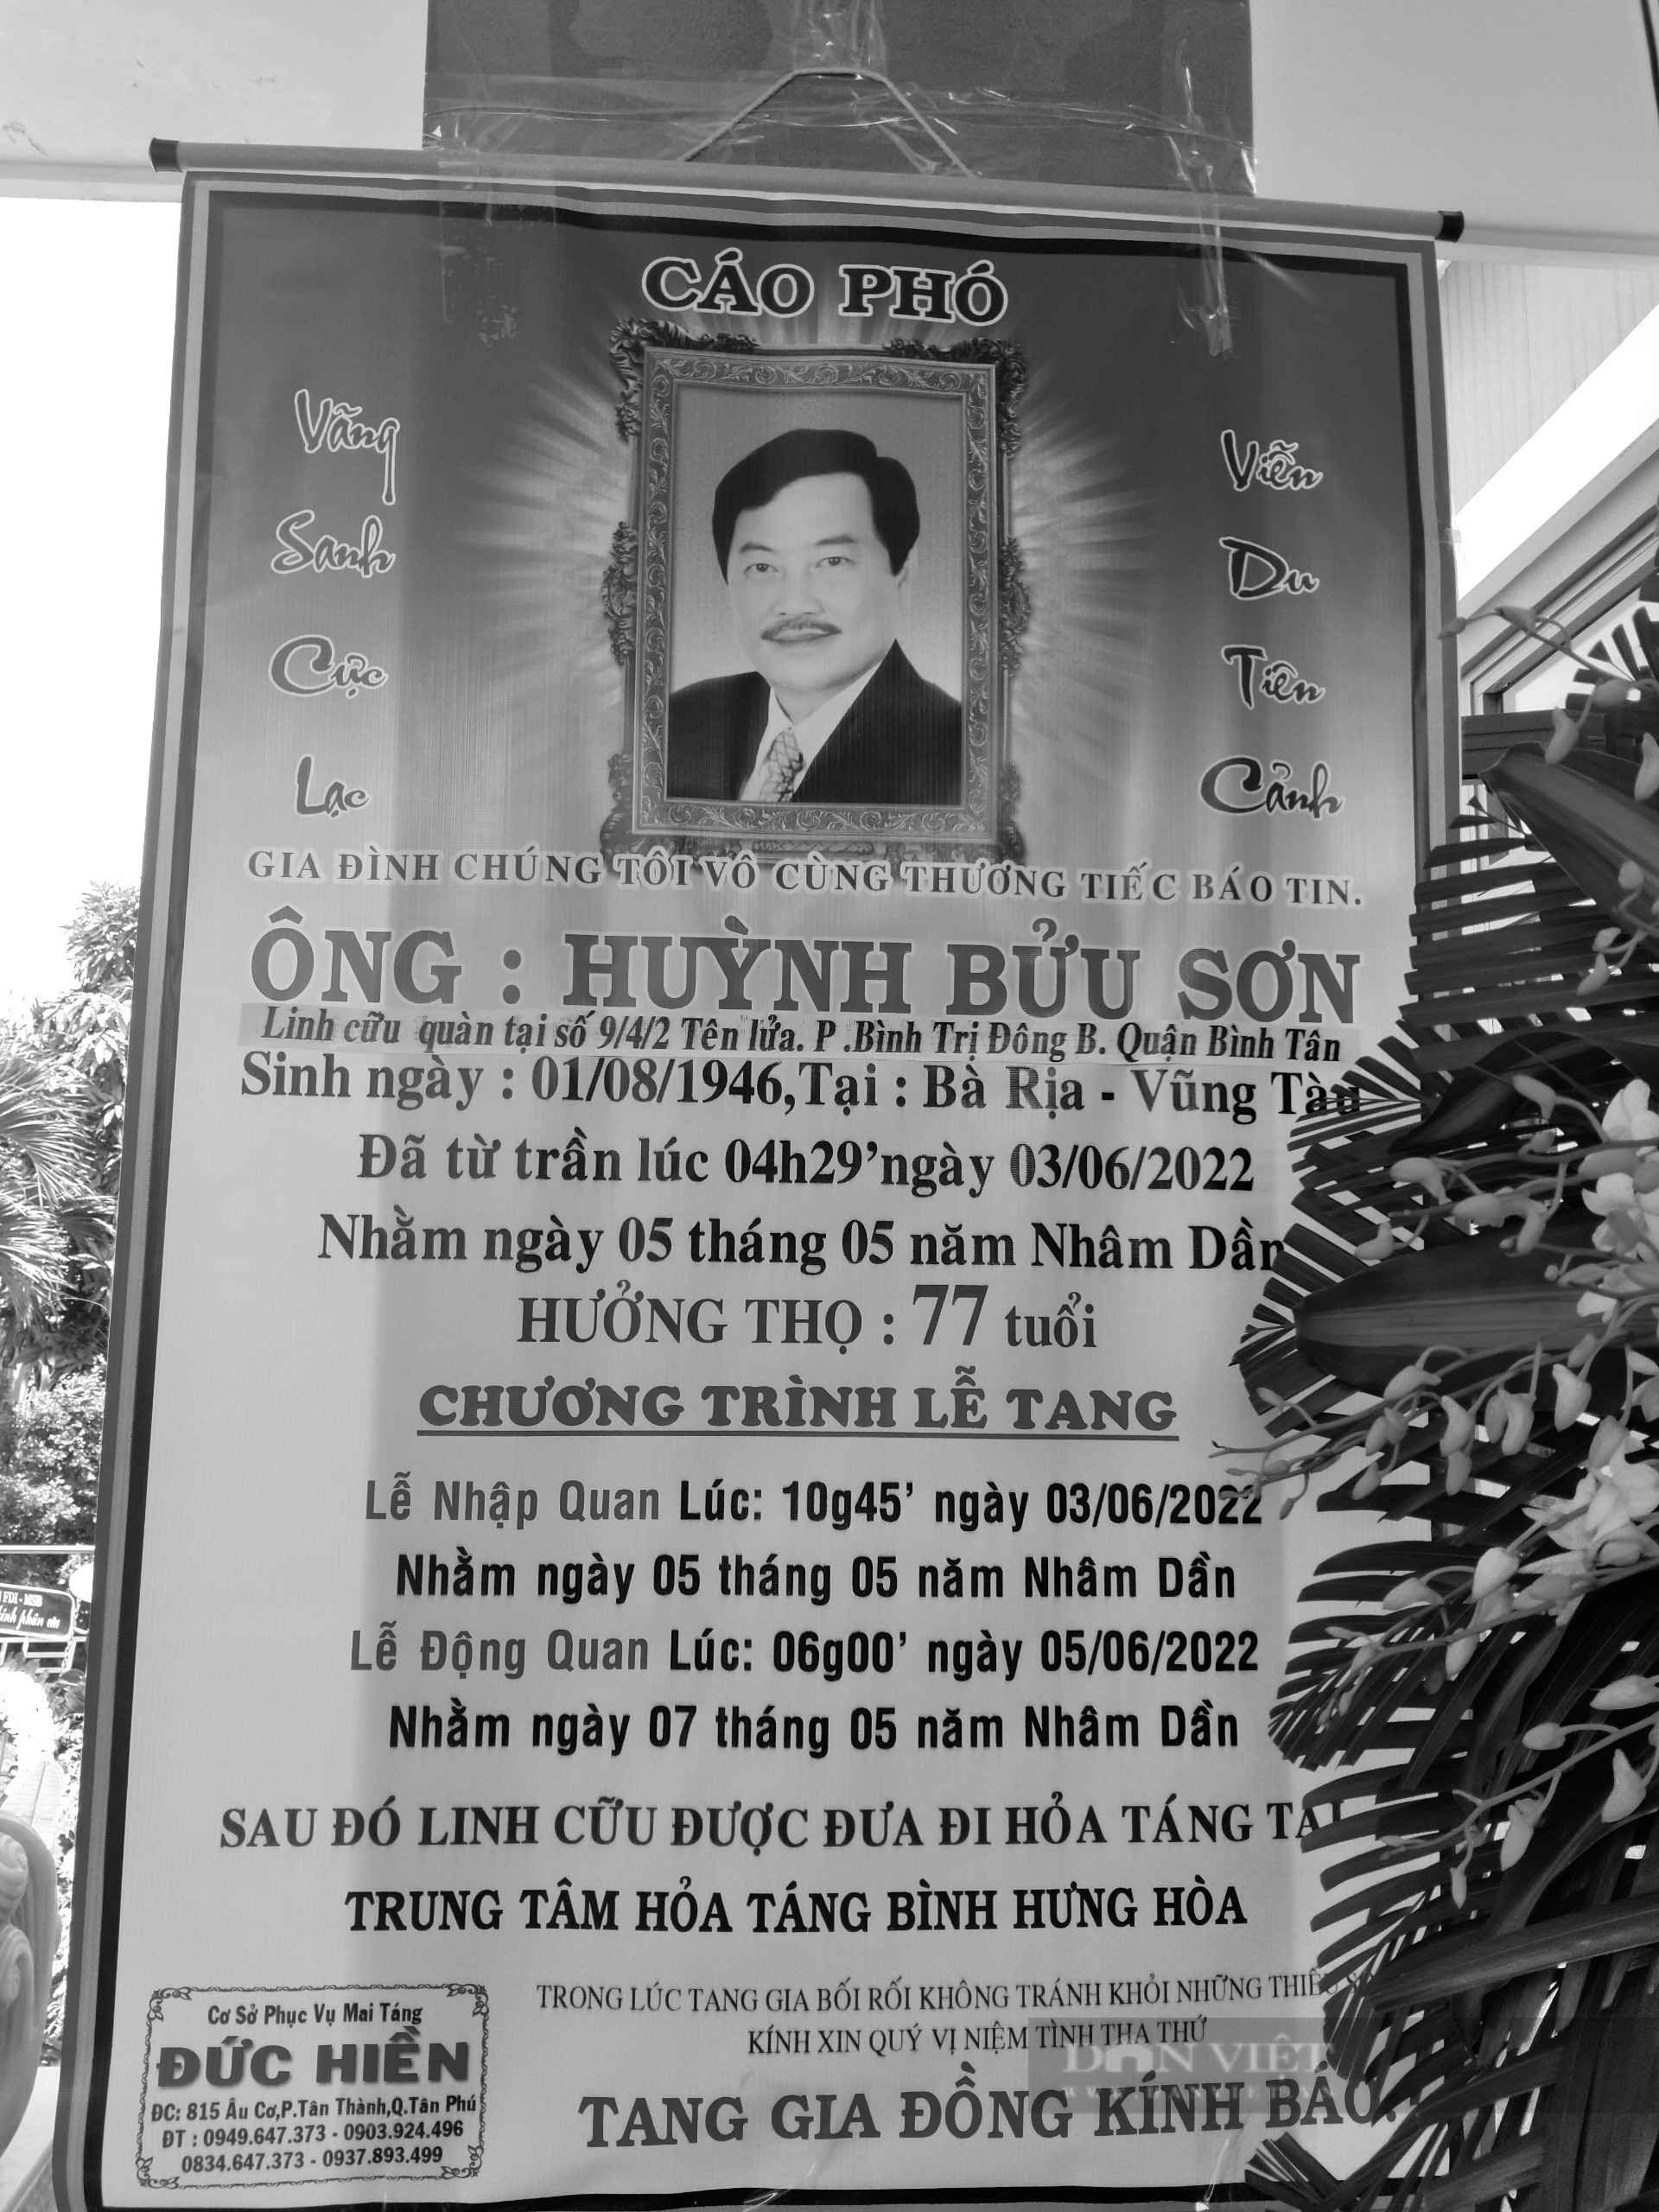 CÁO PHÓ
Vãng
Sanh
Cực
Lạc
Viễn
Du
Tiên
Cảnh
GIA ĐÌNH CHÚNG TÔI VÔ CÙNG THƯƠNG TIẾC BÁO TIN.
ÔNG : HUỲNH BỬU SƠN
Linh cữu quàn tại số 9/4/2 Tên lửa. P .Bình Trị Đông B. Quận Bình Tân
Sinh ngày : 01/08/1946,Tại : Bà Rịa - Vũng Tàu
Đã từ trần lúc 04h29’ngày 03/06/2022
Nhằm ngày 05 tháng 05 năm Nhâm Dần
HƯỞNG THỌ : 77 tuổi
CHƯƠNG TRÌNH LỄ TANG
Lễ Nhập Quan Lúc: 10g45’ ngày 03/06/2022
Nhằm ngày 05 tháng 05 năm Nhâm Dần
Lễ Động Quan Lúc: 06g00’ ngày 05/06/2022
Nhằm ngày 07 tháng 05 năm Nhâm Dần
SAU ĐÓ LINH CỮU ĐƯỢC ĐƯA ĐI HỎA TÁNG TẠI
TRUNG TÂM HỎA TÁNG BÌNH HƯNG HÒA
TRONG LÚC TANG GIA BỐI RỐI KHÔNG TRÁNH KHỎI NHỮNG THIẾU
KÍNH XIN QUÝ VỊ NIỆM TÌNH THA THỨ
TANG GIA ĐỒNG KÍNH BÁO.
Cơ Sở Phục Vụ Mai Táng
ĐỨC HIỀN
ĐC: 815 Âu Cơ,P.Tân Thành,Q.Tân Phú
ĐT : 0949.647.373 - 0903.924.496
0834.647.373 - 0937.893.499
FDI - MSB
DÂN VIỆT